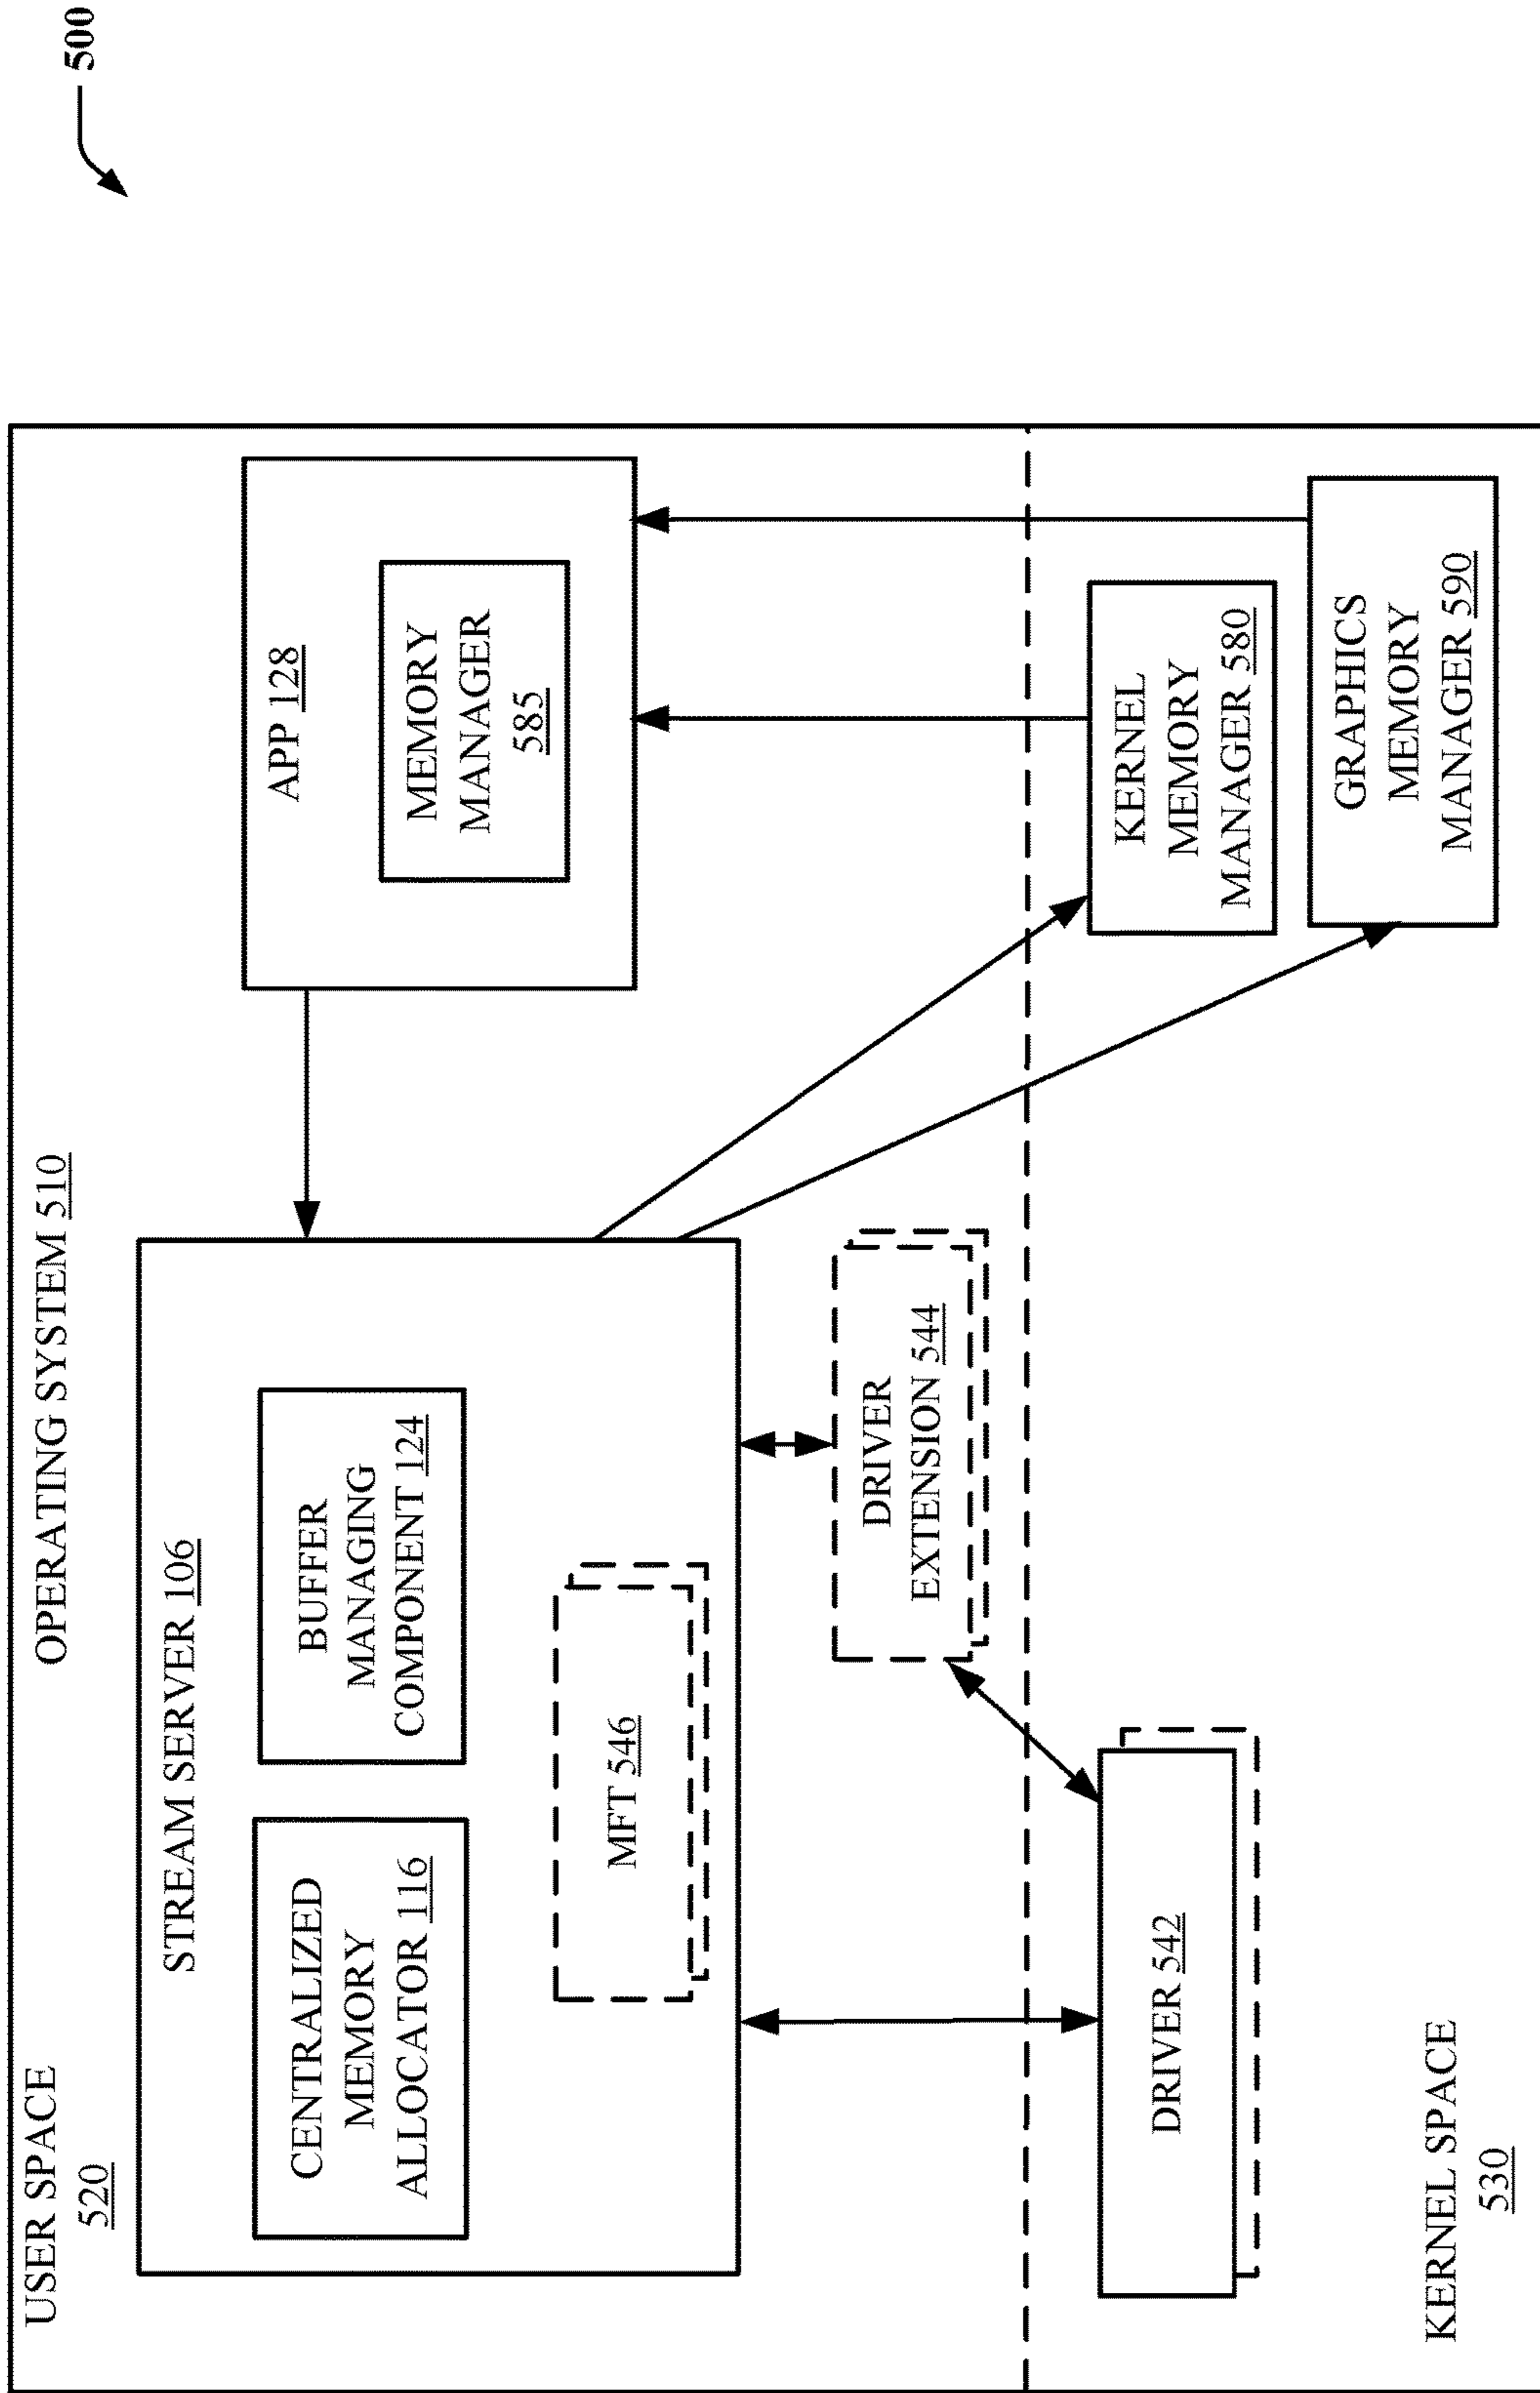 500
OPERATING SYSTEM 510
USER SPACE
520
STREAM SERVER 106
CENTRALIZED
MEMORY
ALLOCATOR 116
BUFFER
MANAGING
COMPONENT 124
MFT 546
APP 128
MEMORY
MANAGER
585
DRIVER
EXTENSION 544
DRIVER 542
KERNEL
MEMORY
MANAGER 580
GRAPHICS
MEMORY
MANAGER 590
KERNEL SPACE
530